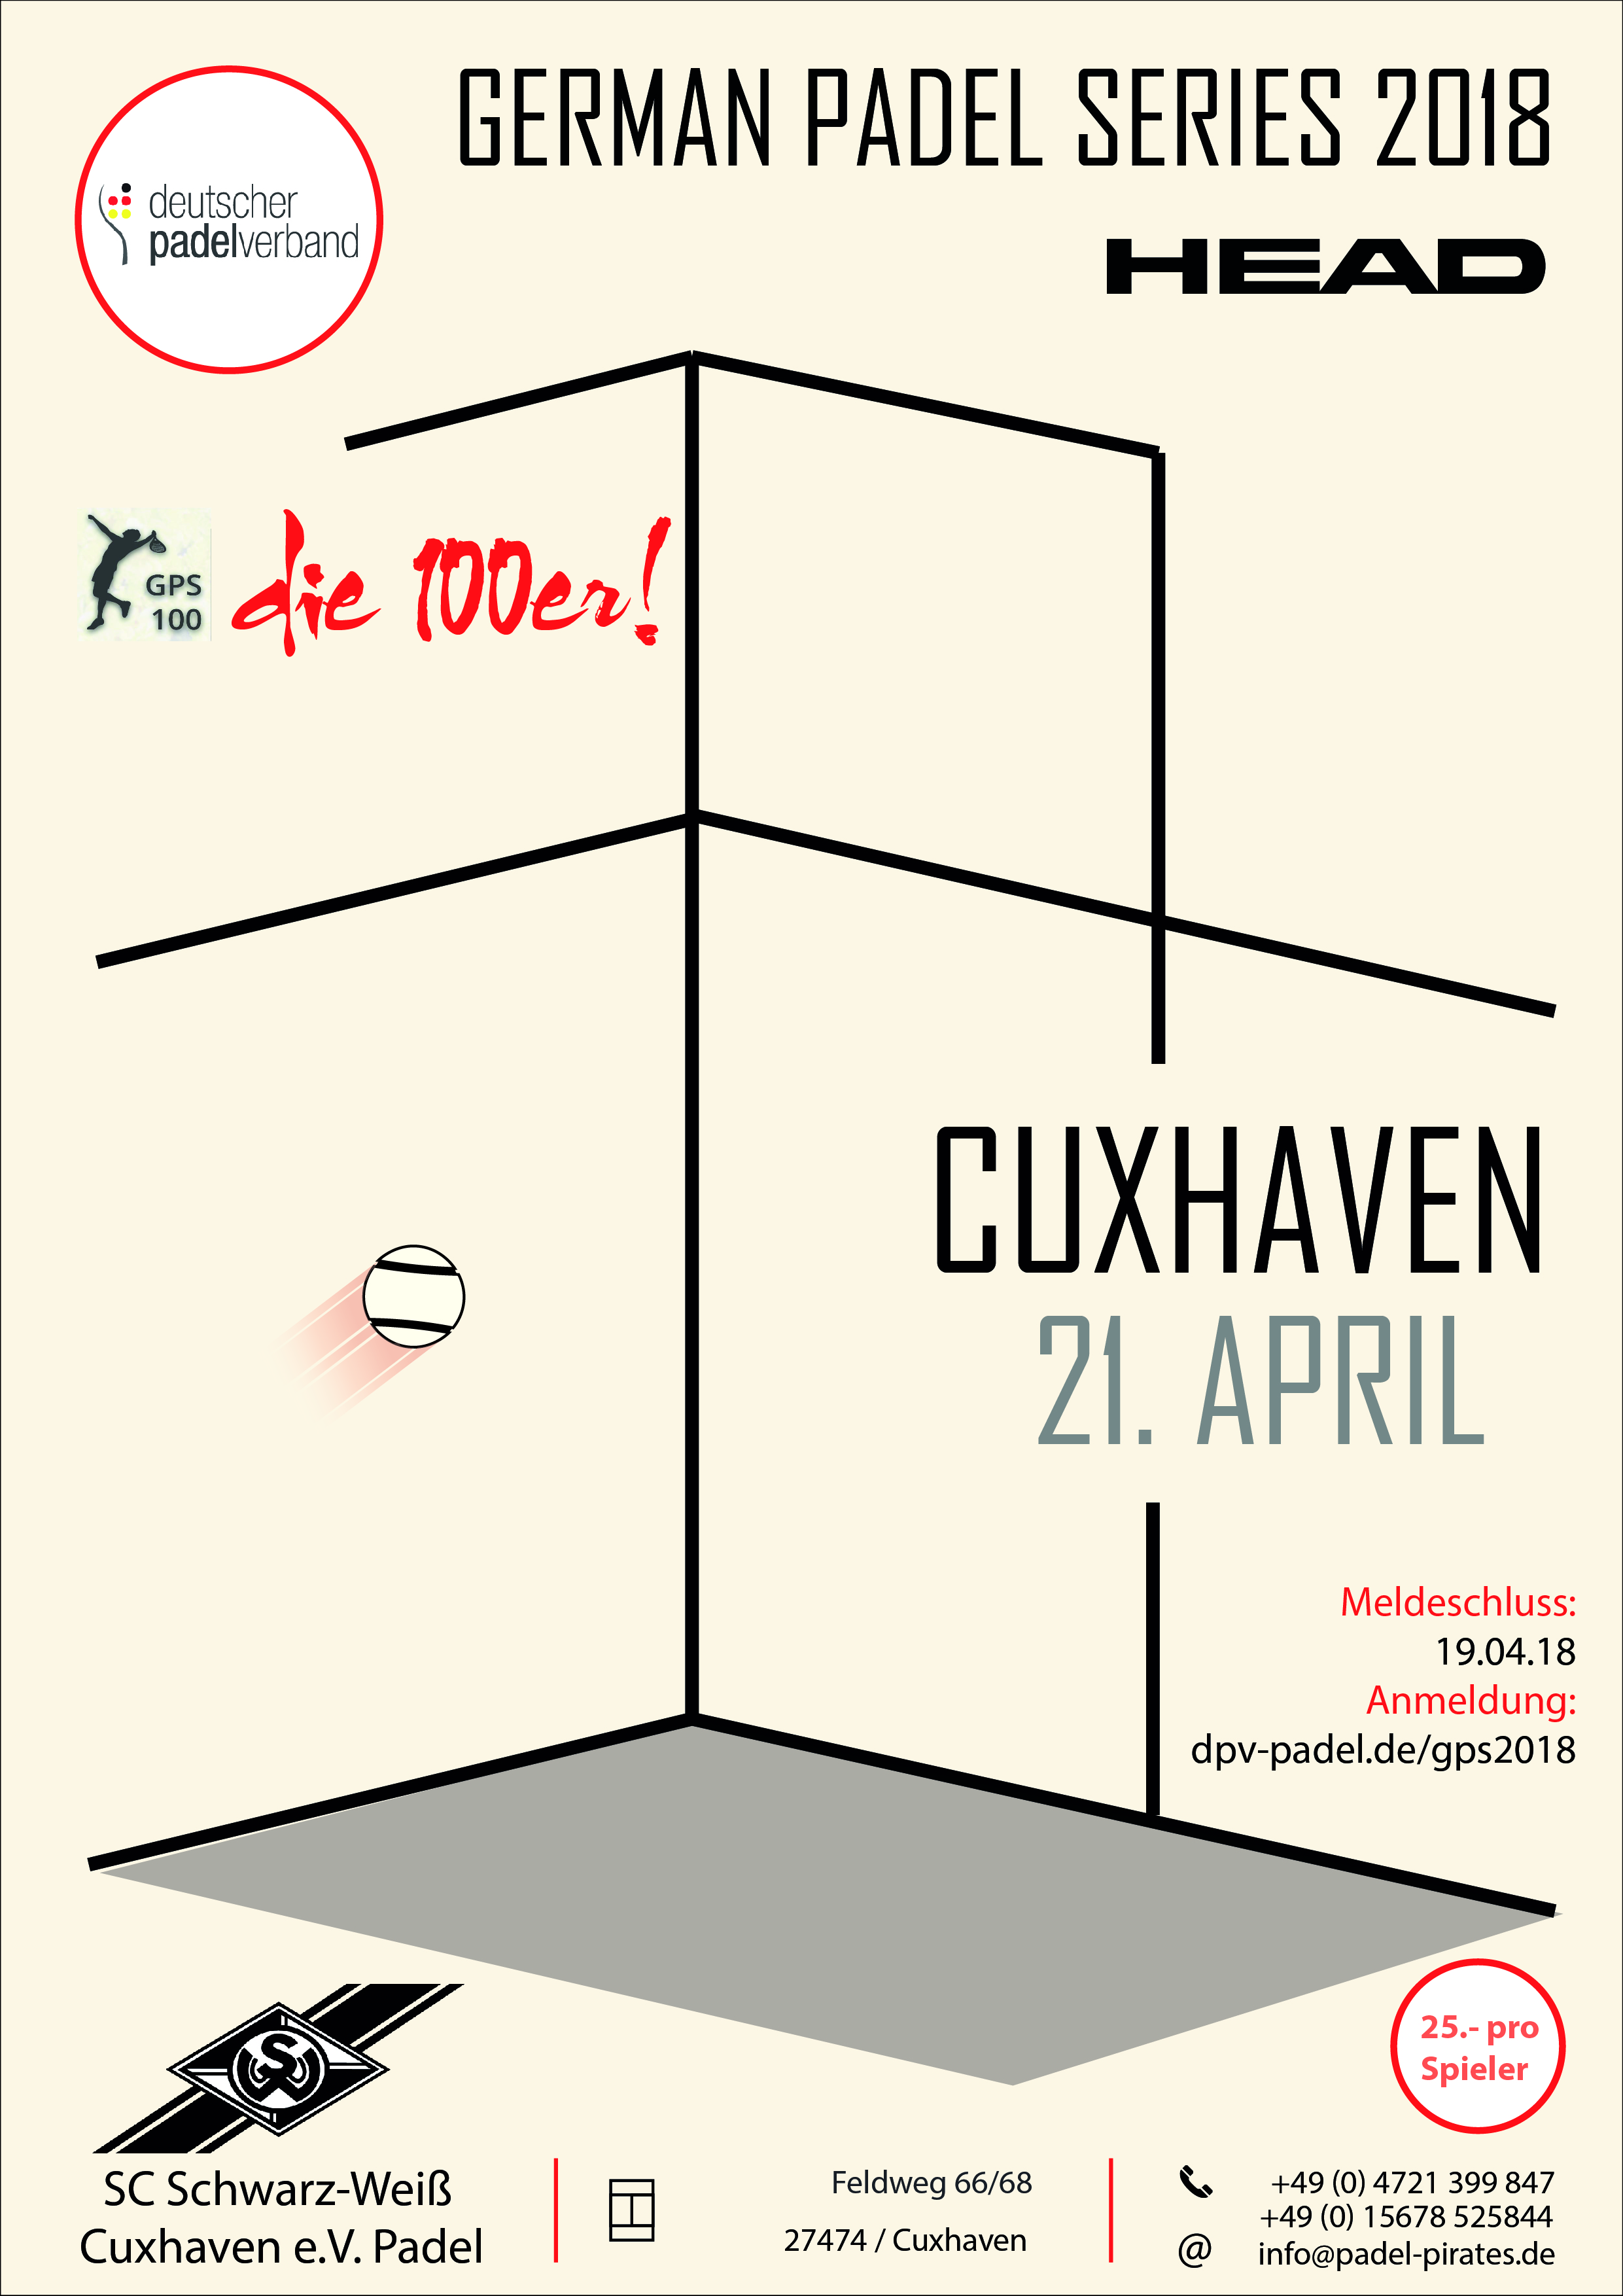 GERMAN PADEL SERIES 2018
deutscher
padelverband
HEAD
GPS
100
die 100er!
CUXHAVEN
21. APRIL
Meldeschluss:
19.04.18
Anmeldung:
dpv-padel.de/gps2018
25.- pro
Spieler
SW
SC Schwarz-Weiß
Cuxhaven e.V. Padel
Feldweg 66/68
27474 / Cuxhaven
+49 (0) 4721 399 847
+49 (0) 15678 525844
@ info@padel-pirates.de